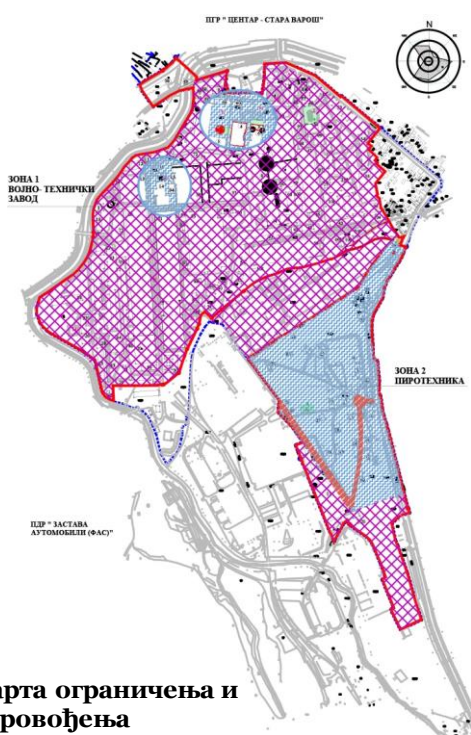 ПГР " ЦЕНТАР - СТАРА ВАРОШ"
N
ЗОНА 1
ВОЈНО- ТЕХНИЧКИ
ЗАВОД
ЗОНА 2
ПИРОТЕХНИКА
ПДР " ЗАСТАВА
АУТОМОБИЛИ (ФАС)"
арта ограничења и
ровођења